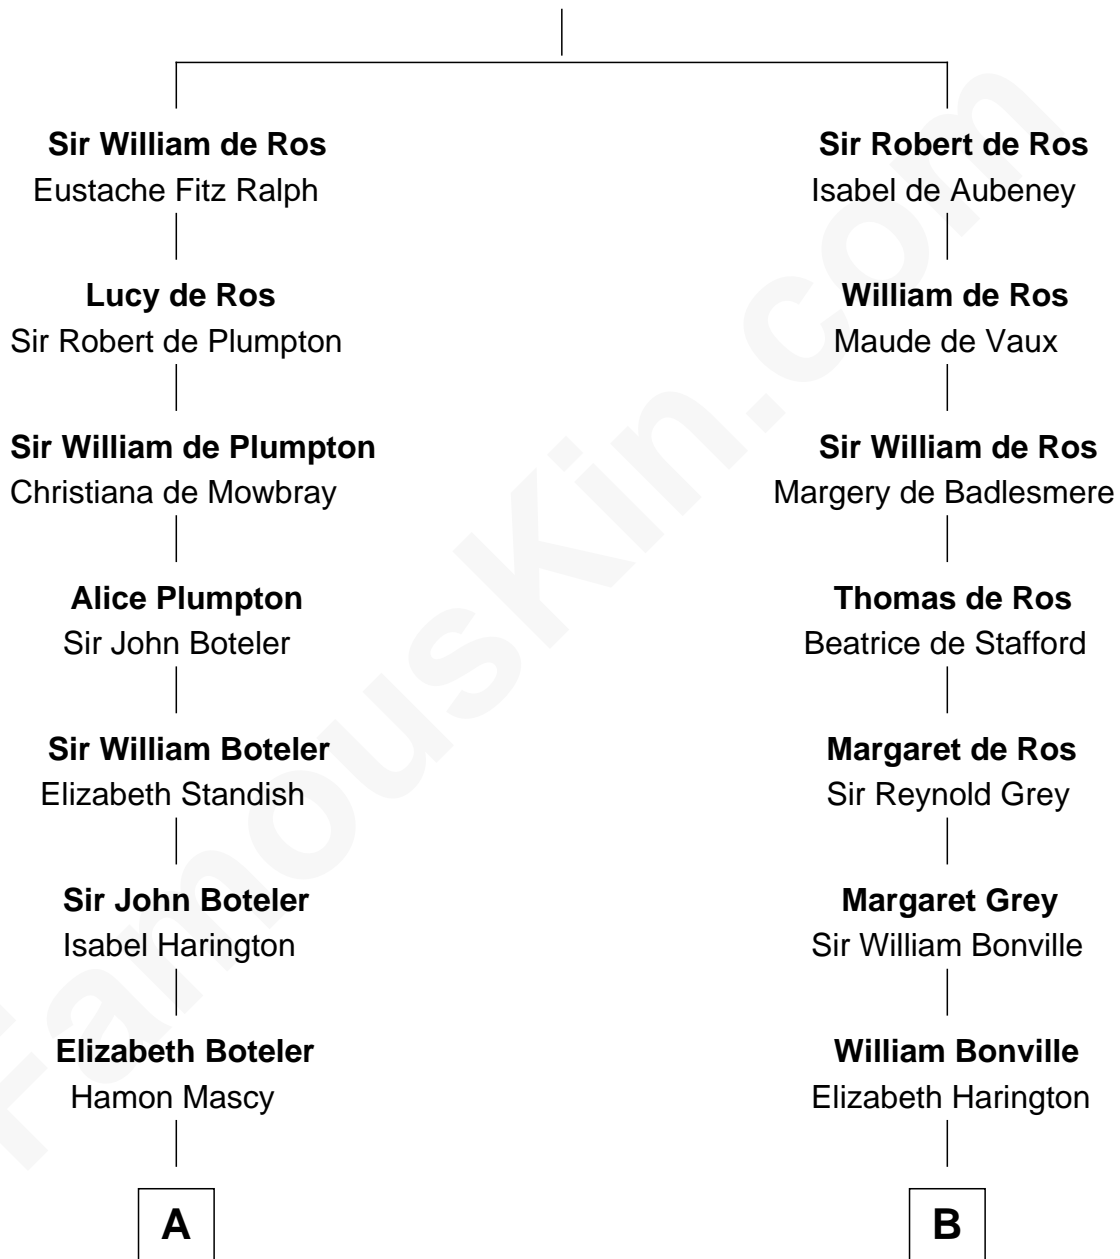 Sir William de Ros
Eustache Fitz Ralph
Lucy de Ros
Sir Robert de Plumpton
Sir William de Plumpton
Christiana de Mowbray
Alice Plumpton
Sir John Boteler
Sir William Boteler
Elizabeth Standish
Sir John Boteler
Isabel Harington
Elizabeth Boteler
Hamon Mascy
A
Sir Robert de Ros
Isabel de Aubeney
William de Ros
Maude de Vaux
Sir William de Ros
Margery de Badlesmere
Thomas de Ros
Beatrice de Stafford
Margaret de Ros
Sir Reynold Grey
Margaret Grey
Sir William Bonville
William Bonville
Elizabeth Harington
B
FamousKin.com